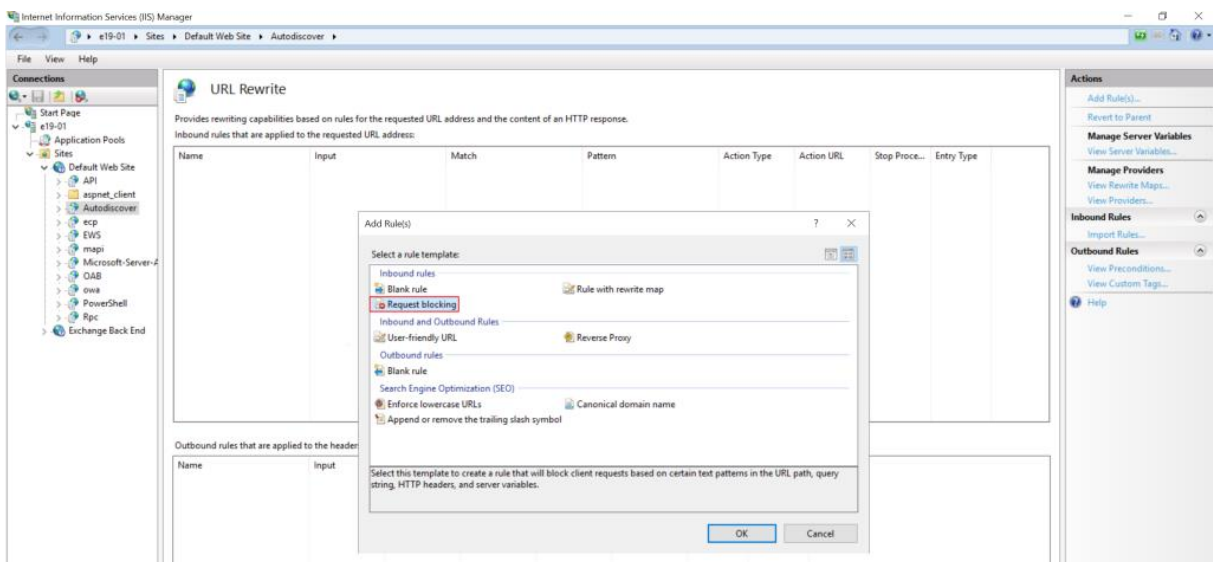 Internet Information Services (IIS) Manager
e19-01 Sites Default Web Site Autodiscover
File View Help
Connections
Start Page
e19-01
Application Pools
Sites
Default Web Site
API
aspnet_client
Autodiscover
ecp
EWS
mapi
Microsoft-Server-A
OAB
owa
PowerShell
Rpc
Exchange Back End
URL Rewrite
Provides rewriting capabilities based on rules for the requested URL address and the content of an HTTP response.
Inbound rules that are applied to the requested URL address:
Name Input Match Pattern Action Type Action URL Stop Proce... Entry Type
Add Rule(s) ?
Select a rule template:
Inbound rules
Blank rule Rule with rewrite map
Request blocking
Inbound and Outbound Rules
User-friendly URL Reverse Proxy
Outbound rules
Blank rule
Search Engine Optimization (SEO)
Enforce lowercase URLs Canonical domain name
Append or remove the trailing slash symbol
Select this template to create a rule that will block client requests based on certain text patterns in the URL path, query
string, HTTP headers, and server variables.
OK Cancel
Outbound rules that are applied to the header
Name Input
Actions
Add Rule(s)...
Revert to Parent
Manage Server Variables
View Server Variables...
Manage Providers
View Rewrite Maps...
View Providers...
Inbound Rules
Import Rules...
Outbound Rules
View Preconditions...
View Custom Tags...
Help